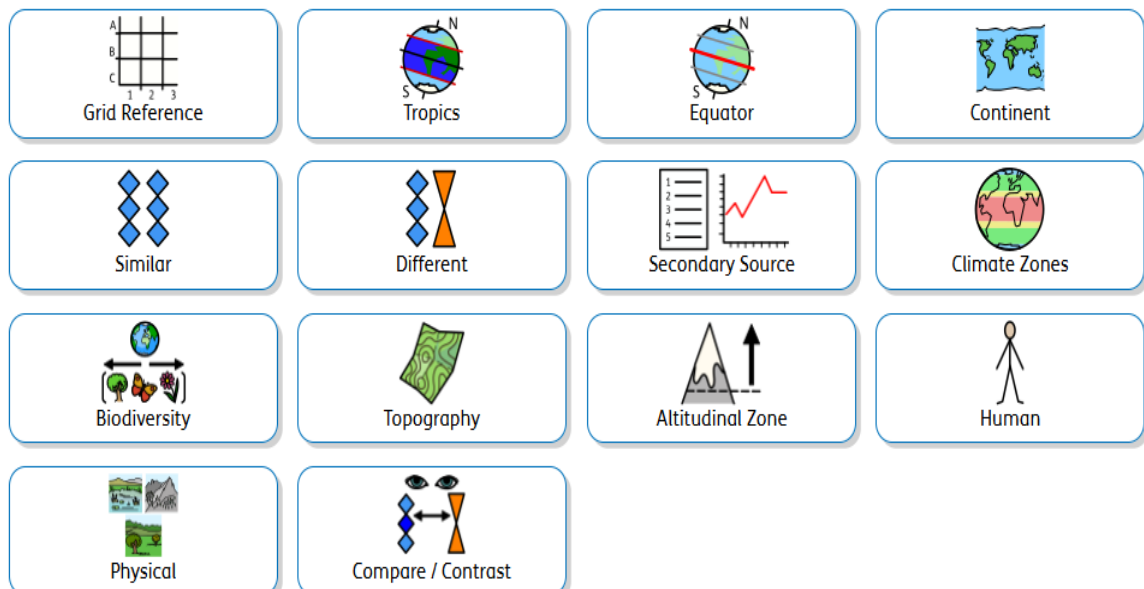 A
B
C
1 2 3
Grid Reference
N
S
Tropics
N
S
Equator
Continent
Similar
Different
1
2
3
4
5
Secondary Source
Climate Zones
Biodiversity
Topography
Altitudinal Zone
Human
Physical
Compare / Contrast